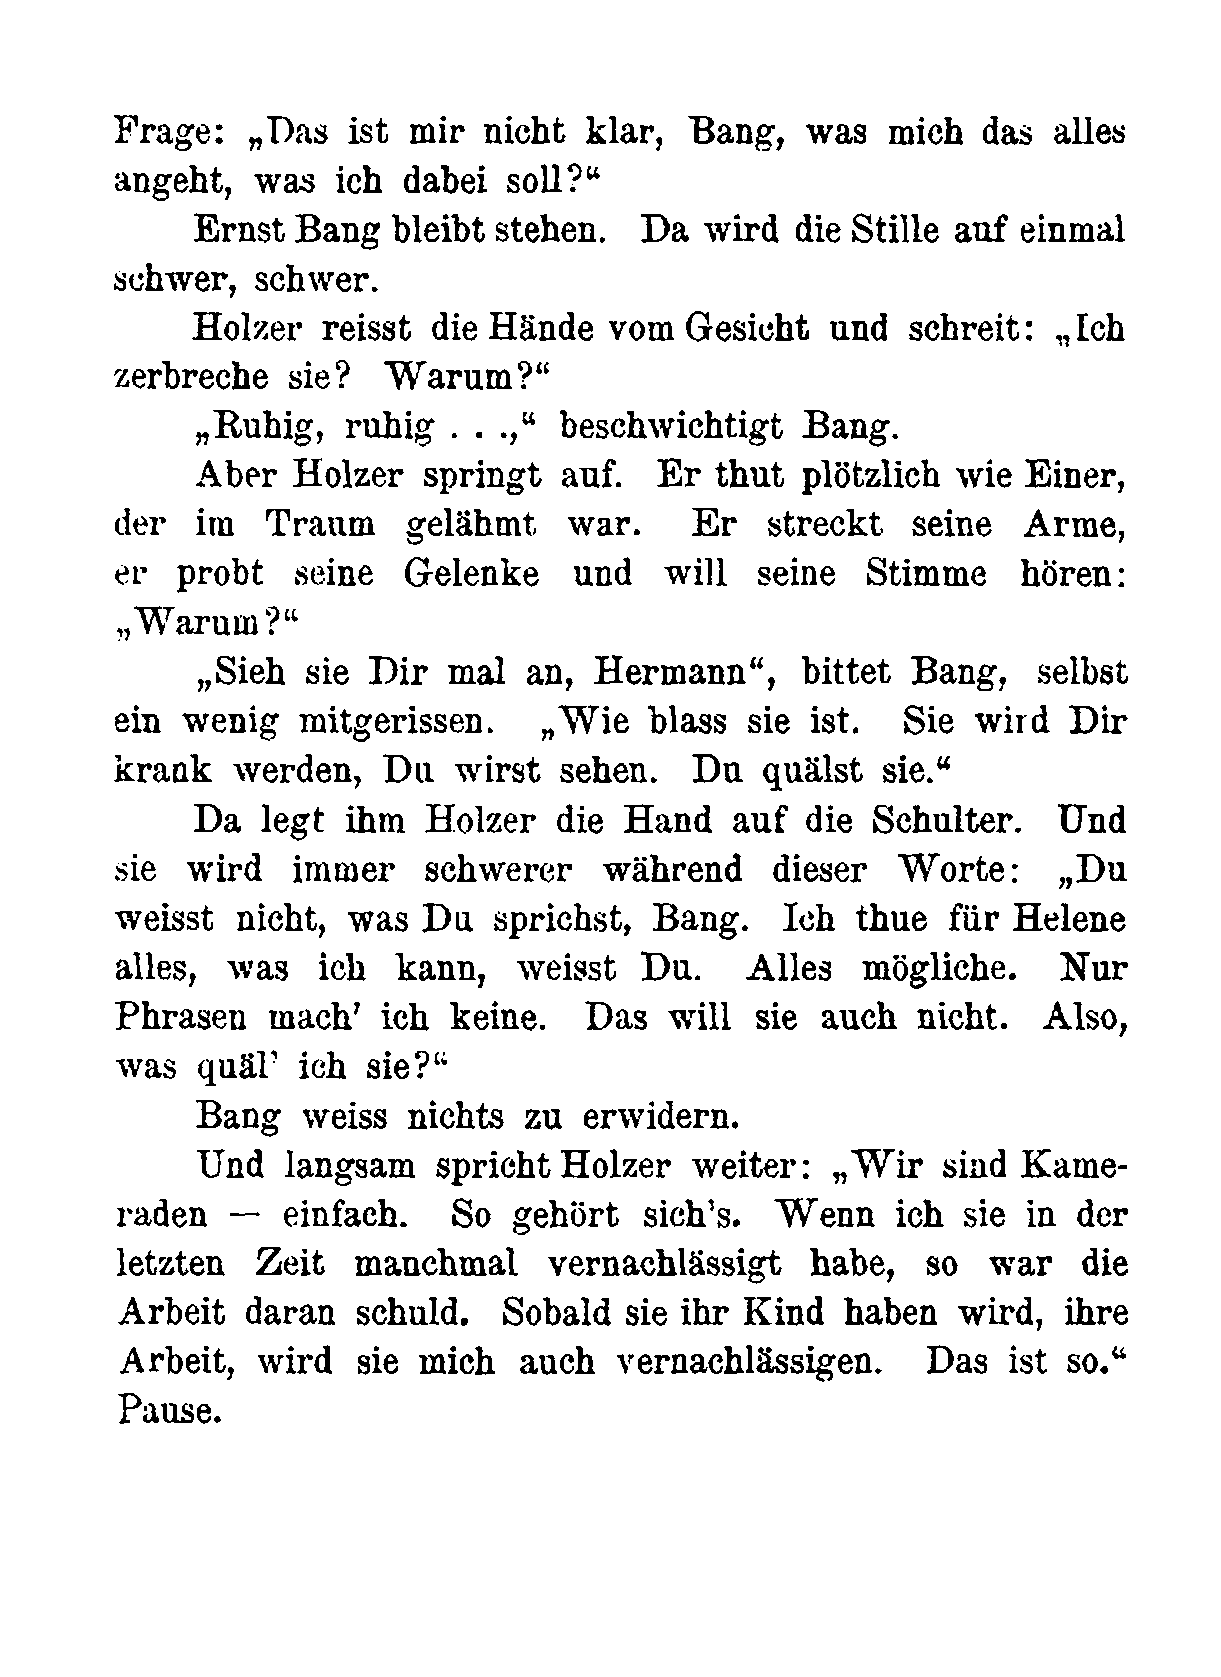 Frage: „Das ist mir nicht klar, Bang, was mich das alles
angeht, was ich dabei soll?“
Ernst Bang bleibt stehen. Da wird die Stille auf einmal
schwer, schwer.
Holzer reisst die Hände vom Gesicht und schreit: „Ich
zerbreche sie? Warum?“
„Ruhig, ruhig . . .,“ beschwichtigt Bang.
Aber Holzer springt auf. Er thut plötzlich wie Einer,
der im Traum gelähmt war. Er streckt seine Arme,
er probt seine Gelenke und will seine Stimme hören:
„Warum?“
„Sieh sie Dir mal an, Hermann“, bittet Bang, selbst
ein wenig mitgerissen. „Wie blass sie ist. Sie wird Dir
krank werden, Du wirst sehen. Du quälst sie.“
Da legt ihm Holzer die Hand auf die Schulter. Und
sie wird immer schwerer während dieser Worte: „Du
weisst nicht, was Du sprichst, Bang. Ich thue für Helene
alles, was ich kann, weisst Du. Alles mögliche. Nur
Phrasen mach' ich keine. Das will sie auch nicht. Also,
was quäl' ich sie?“
Bang weiss nichts zu erwidern.
Und langsam spricht Holzer weiter: „Wir sind Kame-
raden — einfach. So gehört sich's. Wenn ich sie in der
letzten Zeit manchmal vernachlässigt habe, so war die
Arbeit daran schuld. Sobald sie ihr Kind haben wird, ihre
Arbeit, wird sie mich auch vernachlässigen. Das ist so.“
Pause.